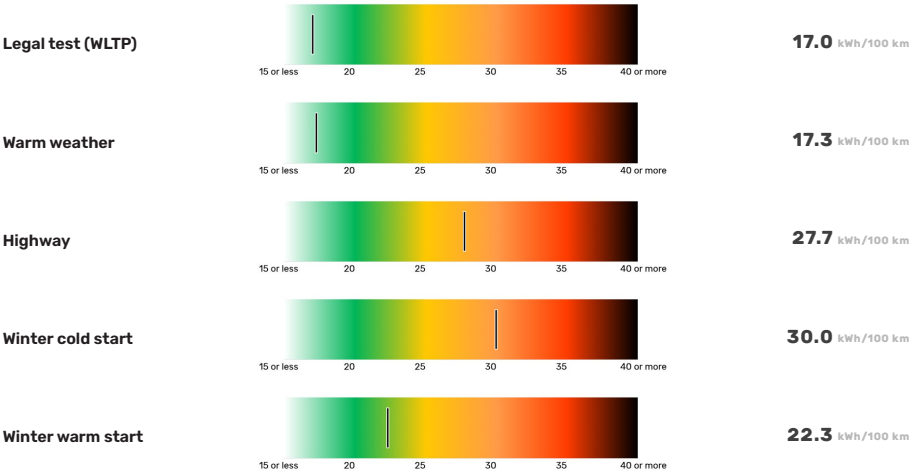 Legal test (WLTP) 17.0 kWh/100 km
15 or less 20 25 30 35 40 or more
Warm weather 17.3 kWh/100 km
15 or less 20 25 30 35 40 or more
Highway 27.7 kWh/100 km
15 or less 20 25 30 35 40 or more
Winter cold start 30.0 kWh/100 km
15 or less 20 25 30 35 40 or more
Winter warm start 22.3 kWh/100 km
15 or less 20 25 30 35 40 or more